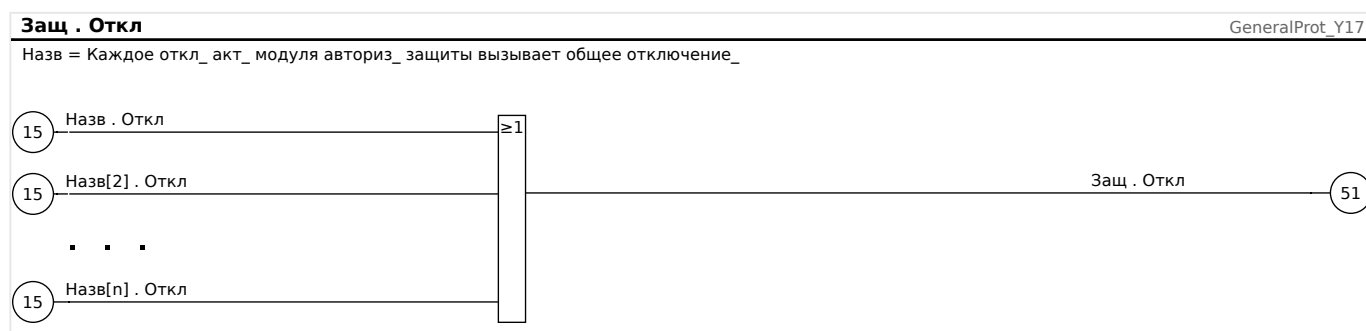 Защ . Откл
GeneralProt_Y17
Назв = Каждое откл_ акт_ модуля авториз_ защиты вызывает общее отключение_
15
Назв . Откл
≥1
15
Назв[2] . Откл
Защ . Откл
51
. . .
15
Назв[n] . Откл